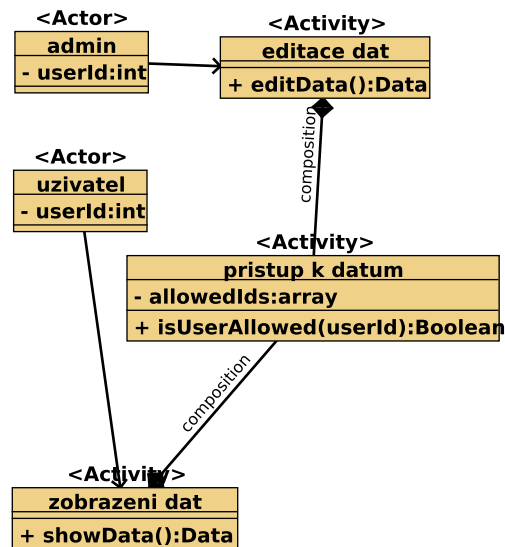 <Actor>
admin
- userId:int
<Activity>
editace dat
+ editData():Data
composition
<Actor>
uzivatel
- userId:int
<Activity>
pristup k datum
- allowedIds:array
+ isUserAllowed(userId):Boolean
composition
<Activity>
zobrazeni dat
+ showData():Data